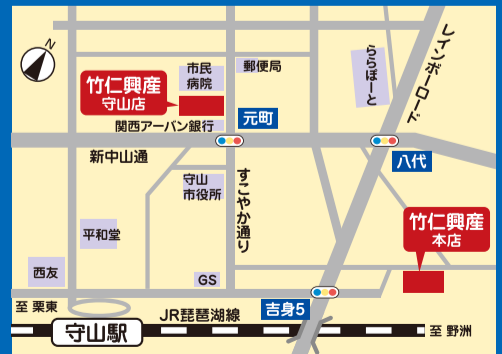 N
レインボーロード
ららぽーと
郵便局
市民
病院
竹仁興産
守山店
関西アーバン銀行
元町
新中山通
八代
守山
市役所
すこやか通り
竹仁興産
本店
平和堂
西友
GS
吉身5
至 栗東
JR琵琶湖線
守山駅
至 野洲